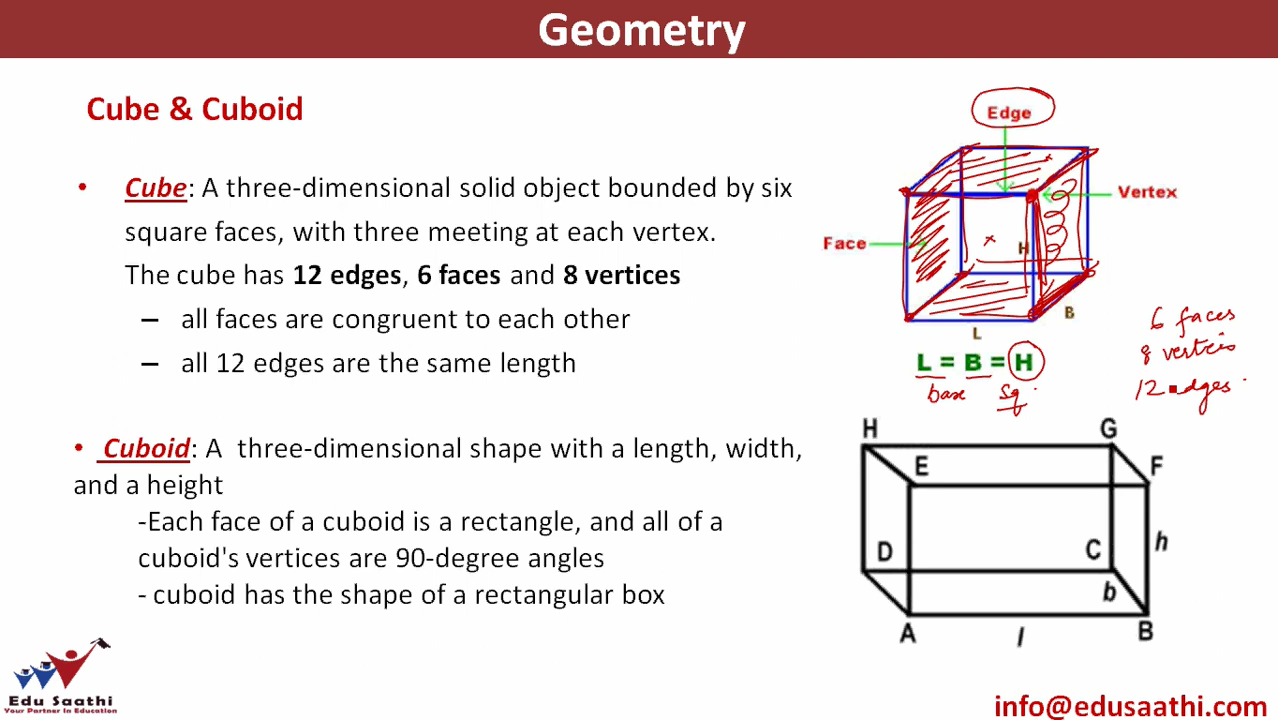 Geometry
Cube & Cuboid
• Cube: A three-dimensional solid object bounded by six
square faces, with three meeting at each vertex.
The cube has 12 edges, 6 faces and 8 vertices
– all faces are congruent to each other
– all 12 edges are the same length
• Cuboid: A three-dimensional shape with a length, width,
and a height
-Each face of a cuboid is a rectangle, and all of a
cuboid's vertices are 90-degree angles
- cuboid has the shape of a rectangular box
Edge
Vertex
Face
H
B
L
L = B = H
base sq.
6 faces
8 vertices
12 edges
H
G
E
F
D
C
h
b
A
l
B
Edu Saathi
Your Partner In Education
info@edusaathi.com